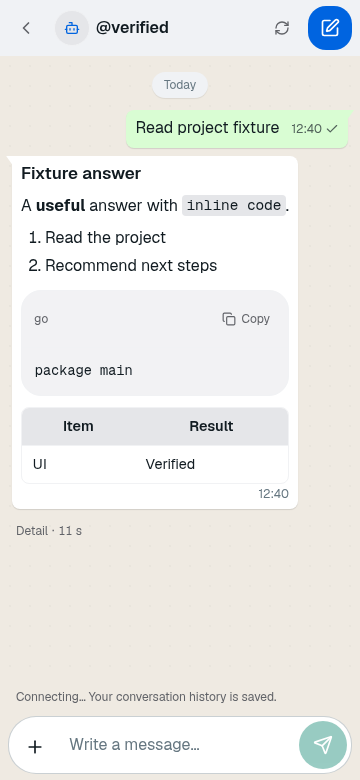 @verified
Today
Read project fixture 12:40
Fixture answer
A useful answer with inline code.
1. Read the project
2. Recommend next steps
go Copy
package main
Item Result
UI Verified
12:40
Detail · 11 s
Connecting… Your conversation history is saved.
Write a message…